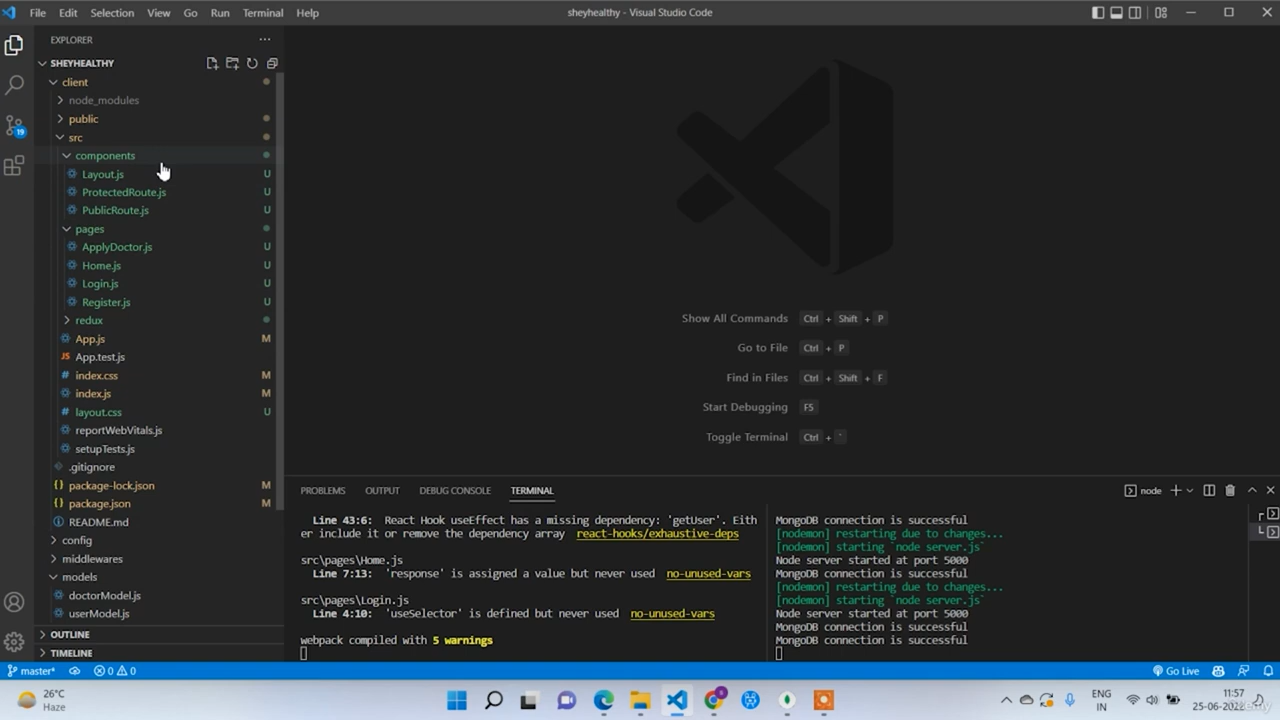 File Edit Selection View Go Run Terminal Help
sheyhealthy - Visual Studio Code
EXPLORER
SHEYHEALTHY
client
node_modules
public
src
components
Layout.js U
ProtectedRoute.js U
PublicRoute.js U
pages
ApplyDoctor.js U
Home.js U
Login.js U
Register.js U
redux
App.js M
JS App.test.js
# index.css M
index.js M
# layout.css U
reportWebVitals.js
setupTests.js
.gitignore
{} package-lock.json M
{} package.json M
README.md
config
middlewares
models
doctorModel.js
userModel.js
OUTLINE
TIMELINE
19
Show All Commands Ctrl + Shift + P
Go to File Ctrl + P
Find in Files Ctrl + Shift + F
Start Debugging F5
Toggle Terminal Ctrl + `
PROBLEMS OUTPUT DEBUG CONSOLE TERMINAL
node
Line 43:6: React Hook useEffect has a missing dependency: 'getUser'. Eith
er include it or remove the dependency array react-hooks/exhaustive-deps
src\pages\Home.js
Line 7:13: 'response' is assigned a value but never used no-unused-vars
src\pages\Login.js
Line 4:10: 'useSelector' is defined but never used no-unused-vars
webpack compiled with 5 warnings
MongoDB connection is successful
[nodemon] restarting due to changes...
[nodemon] starting `node server.js`
Node server started at port 5000
MongoDB connection is successful
[nodemon] restarting due to changes...
[nodemon] starting `node server.js`
Node server started at port 5000
MongoDB connection is successful
MongoDB connection is successful
master* 0 0
Go Live
26°C
Haze
ENG
IN
11:57
25-06-2022